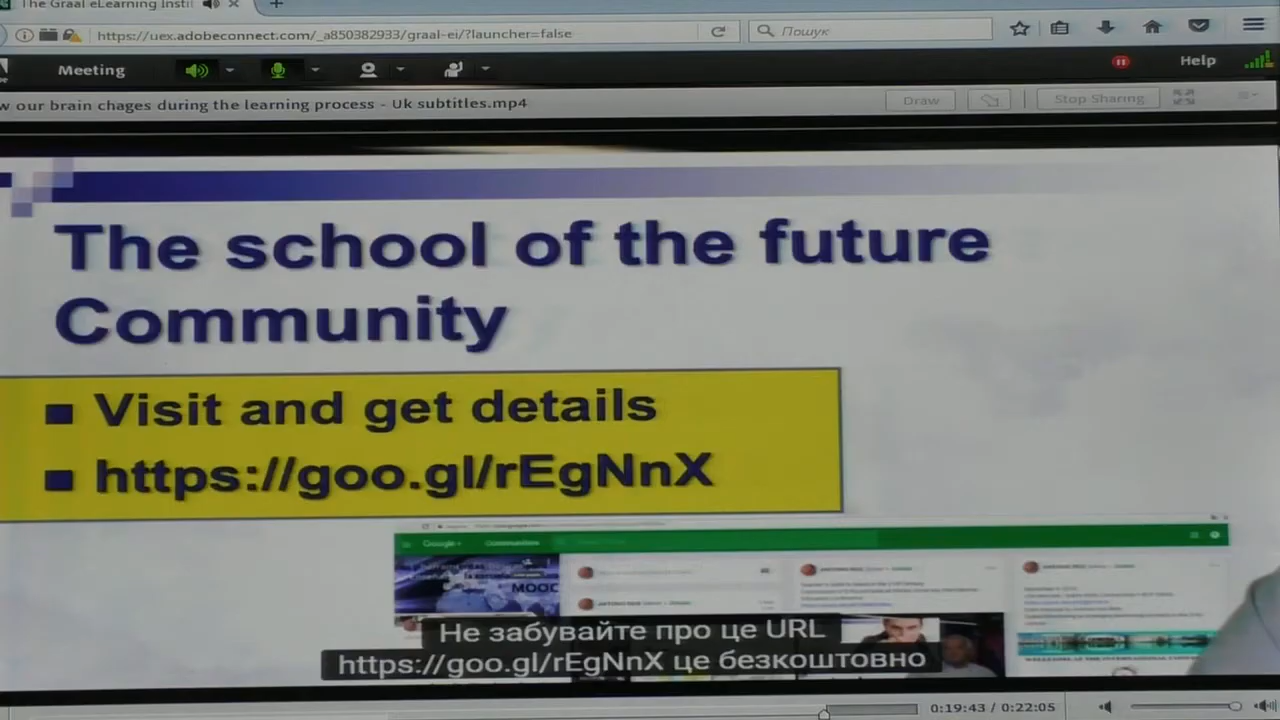 The Graal eLearning Insti
https://uex.adobeconnect.com/_a850382933/graal-ei/?launcher=false
Пошук
Meeting
Help
w our brain chages during the learning process - Uk subtitles.mp4
Draw
Stop Sharing
The school of the future
Community
Visit and get details
https://goo.gl/rEgNnX
Google+
Communities
MOOC
Не забувайте про це URL
https://goo.gl/rEgNnX це безкоштовно
0:19:43 / 0:22:05